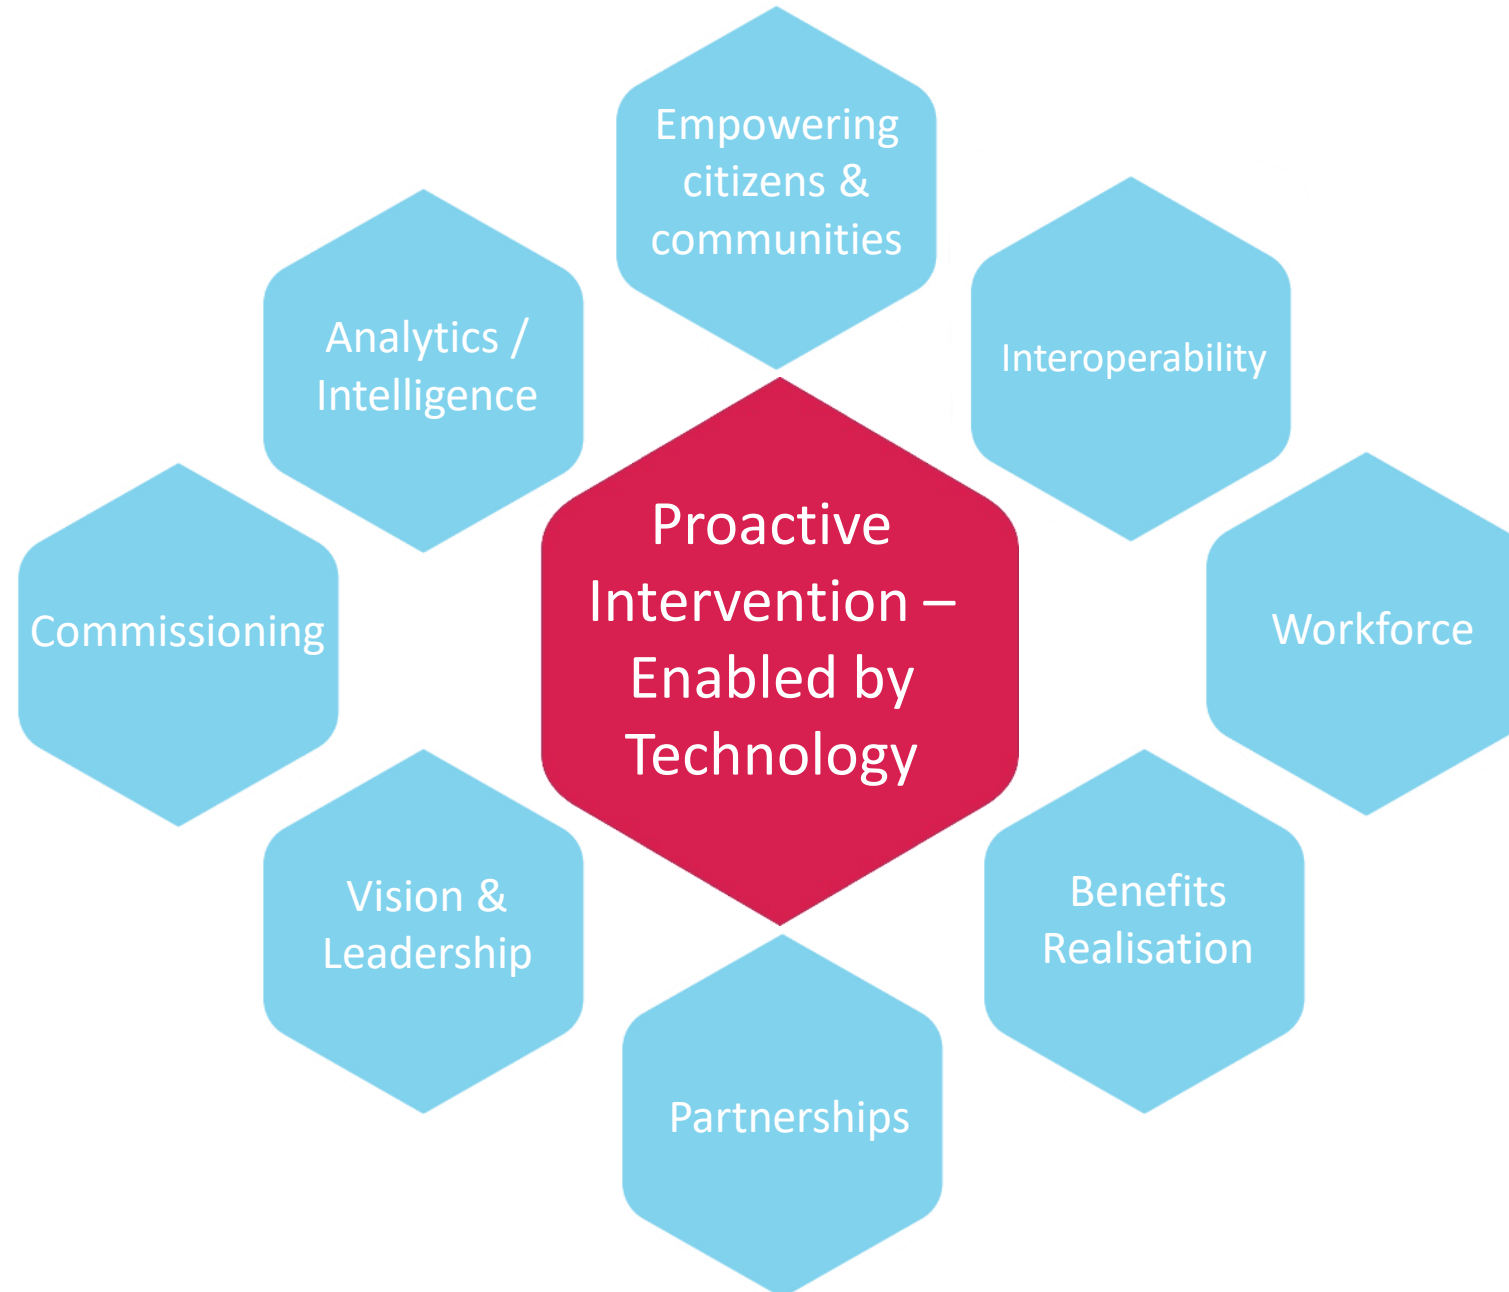 Empowering
citizens &
communities
Analytics /
Intelligence
Interoperability
Proactive
Intervention –
Enabled by
Technology
Commissioning
Workforce
Vision &
Leadership
Benefits
Realisation
Partnerships